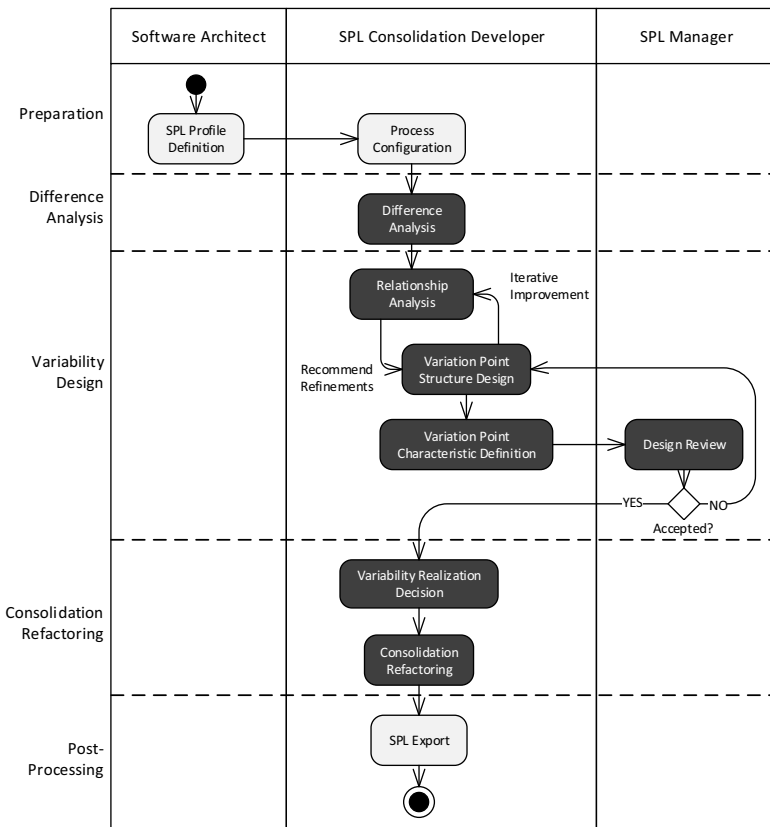 Software Architect
SPL Consolidation Developer
SPL Manager
Preparation
SPL Profile
Definition
Process
Configuration
Difference
Analysis
Difference
Analysis
Variability
Design
Relationship
Analysis
Iterative
Improvement
Recommend
Refinements
Variation Point
Structure Design
Variation Point
Characteristic Definition
Design Review
YES
NO
Accepted?
Consolidation
Refactoring
Variability Realization
Decision
Consolidation
Refactoring
Post-
Processing
SPL Export